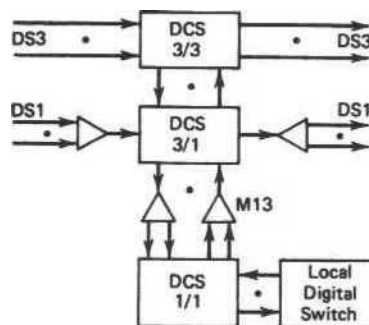 DS3
DCS
3/3
DS3
DS1
DCS
3/1
DS1
M13
DCS
1/1
Local
Digital
Switch